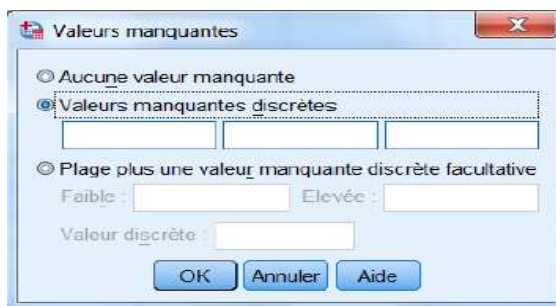 Valeurs manquantes
Aucune valeur manquante
Valeurs manquantes discrètes
Plage plus une valeur manquante discrète facultative
Faible : Elevée :
Valeur discrète :
OK Annuler Aide